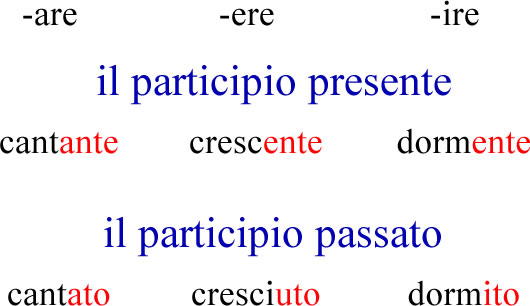 -are -ere -ire
il participio presente
cantante crescente dormente
il participio passato
cantato cresciuto dormito